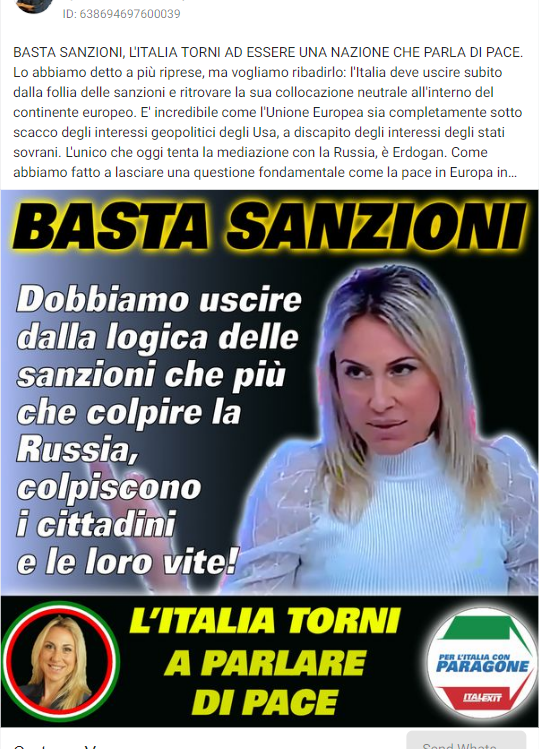 ID: 638694697600039
BASTA SANZIONI, L'ITALIA TORNI AD ESSERE UNA NAZIONE CHE PARLA DI PACE.
Lo abbiamo detto a più riprese, ma vogliamo ribadirlo: l'Italia deve uscire subito
dalla follia delle sanzioni e ritrovare la sua collocazione neutrale all'interno del
continente europeo. E' incredibile come l'Unione Europea sia completamente sotto
scacco degli interessi geopolitici degli Usa, a discapito degli interessi degli stati
sovrani. L'unico che oggi tenta la mediazione con la Russia, è Erdogan. Come
abbiamo fatto a lasciare una questione fondamentale come la pace in Europa in...
BASTA SANZIONI
Dobbiamo uscire
dalla logica delle
sanzioni che più
che colpire la
Russia,
colpiscono
i cittadini
e le loro vite!
L'ITALIA TORNI
A PARLARE
DI PACE
PER L'ITALIA CON
PARAGONE
ITALEXIT